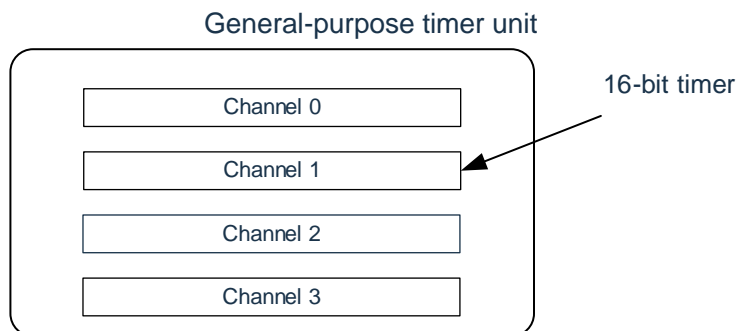 General-purpose timer unit
16-bit timer
Channel 0
Channel 1
Channel 2
Channel 3